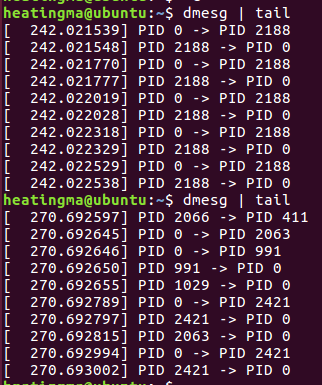 heatingma@ubuntu:~$ dmesg | tail
[  242.021539] PID 0 -> PID 2188
[  242.021548] PID 2188 -> PID 0
[  242.021770] PID 0 -> PID 2188
[  242.021777] PID 2188 -> PID 0
[  242.022019] PID 0 -> PID 2188
[  242.022028] PID 2188 -> PID 0
[  242.022318] PID 0 -> PID 2188
[  242.022329] PID 2188 -> PID 0
[  242.022529] PID 0 -> PID 2188
[  242.022538] PID 2188 -> PID 0
heatingma@ubuntu:~$ dmesg | tail
[  270.692597] PID 2066 -> PID 411
[  270.692645] PID 0 -> PID 2063
[  270.692646] PID 0 -> PID 991
[  270.692650] PID 991 -> PID 0
[  270.692655] PID 1029 -> PID 0
[  270.692789] PID 0 -> PID 2421
[  270.692797] PID 2421 -> PID 0
[  270.692815] PID 2063 -> PID 0
[  270.692994] PID 0 -> PID 2421
[  270.693002] PID 2421 -> PID 0